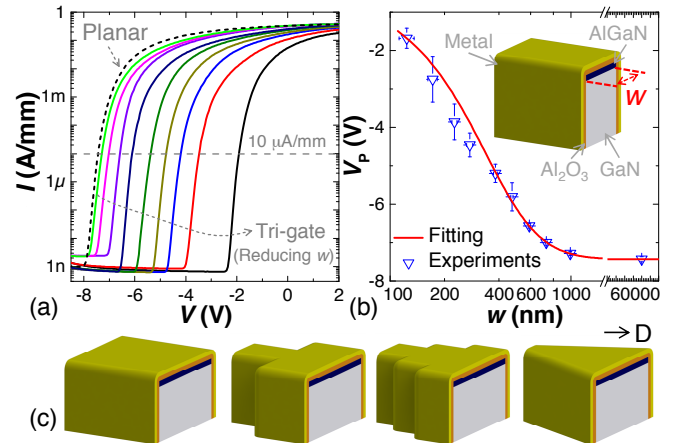 Planar
10 μA/mm
Tri-gate
(Reducing w)
1m
1μ
1n
I (A/mm)
-8 -6 -4 -2 0 2
V (V)
(a)
Metal
AlGaN
W
Al₂O₃
GaN
Fitting
Experiments
-2
-4
-6
-8
V_P (V)
100 200 400 600 1000 60000
w (nm)
(b)
→ D
(c)